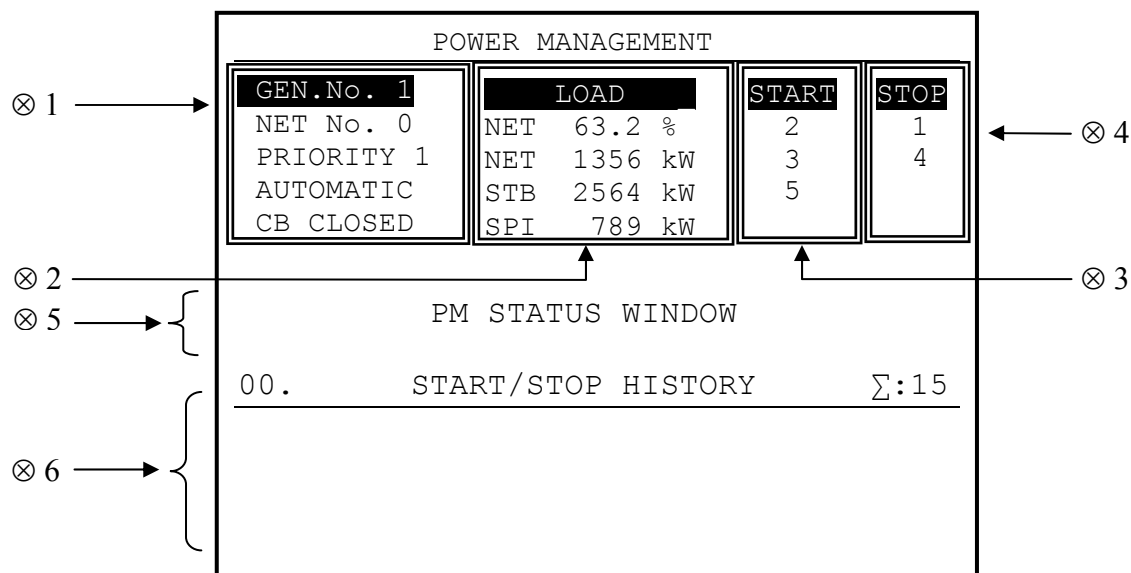 POWER MANAGEMENT
⊗ 1
GEN.No. 1
NET No. 0
PRIORITY 1
AUTOMATIC
CB CLOSED
LOAD
NET 63.2 %
NET 1356 kW
STB 2564 kW
SPI 789 kW
START
2
3
5
STOP
1
4
⊗ 4
⊗ 2
⊗ 3
⊗ 5
PM STATUS WINDOW
00. START/STOP HISTORY ∑:15
⊗ 6